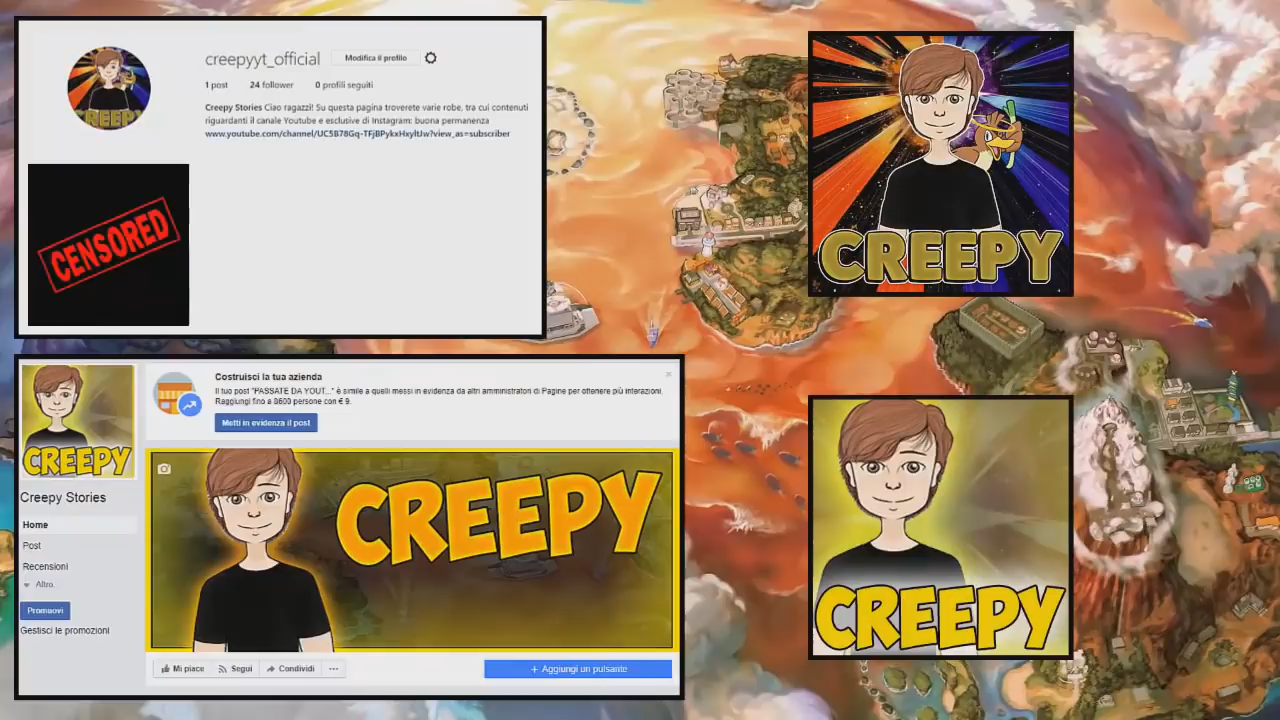 creepyyt_official
Modifica il profilo
1 post 24 follower 0 profili seguiti
Creepy Stories Ciao ragazzi! Su questa pagina troverete varie robe, tra cui contenuti
riguardanti il canale Youtube e esclusive di Instagram: buona permanenza
REEP
CENSORED
CREEPY
Costruisci la tua azienda
Il tuo post "PASSATE DA YOUT..." è simile a quelli messi in evidenza da altri amministratori di Pagine per ottenere più interazioni.
Raggiungi fino a 8600 persone con € 9.
Metti in evidenza il post
CREEPY
Creepy Stories
Home
Post
Recensioni
Altro...
Promuovi
Gestisci le promozioni
CREEPY
Mi piace
Segui
Condividi
...
+ Aggiungi un pulsante
CREEPY